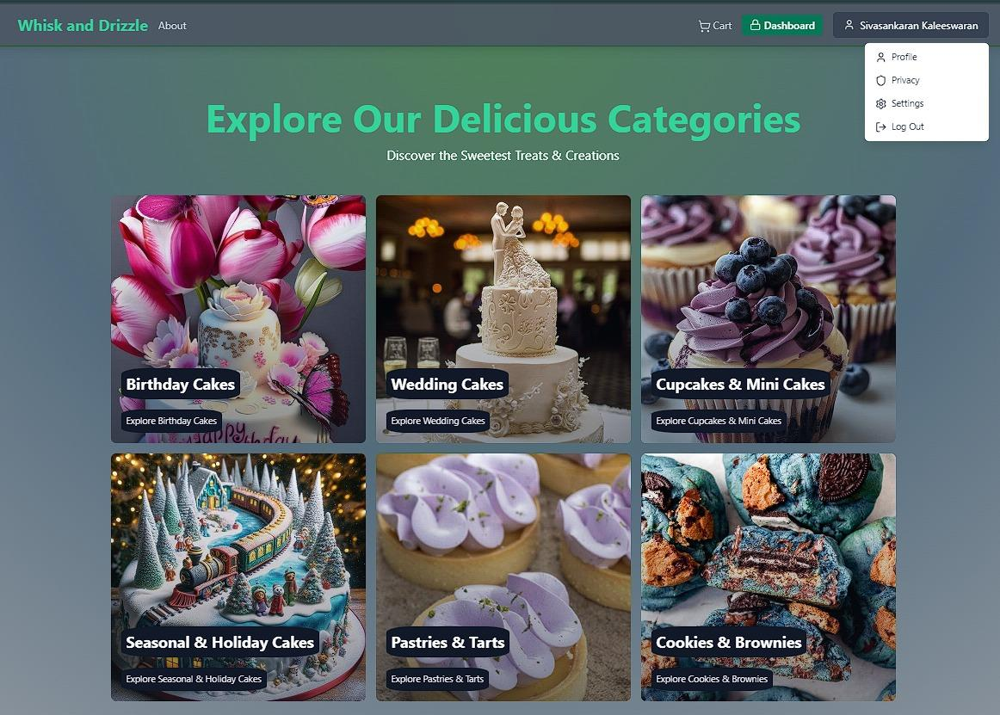 Whisk and Drizzle About Cart Dashboard Sivasankaran Kaleeswaran
Profile
Privacy
Settings
Log Out
Explore Our Delicious Categories
Discover the Sweetest Treats & Creations
Birthday Cakes
Explore Birthday Cakes
Wedding Cakes
Explore Wedding Cakes
Cupcakes & Mini Cakes
Explore Cupcakes & Mini Cakes
Seasonal & Holiday Cakes
Explore Seasonal & Holiday Cakes
Pastries & Tarts
Explore Pastries & Tarts
Cookies & Brownies
Explore Cookies & Brownies